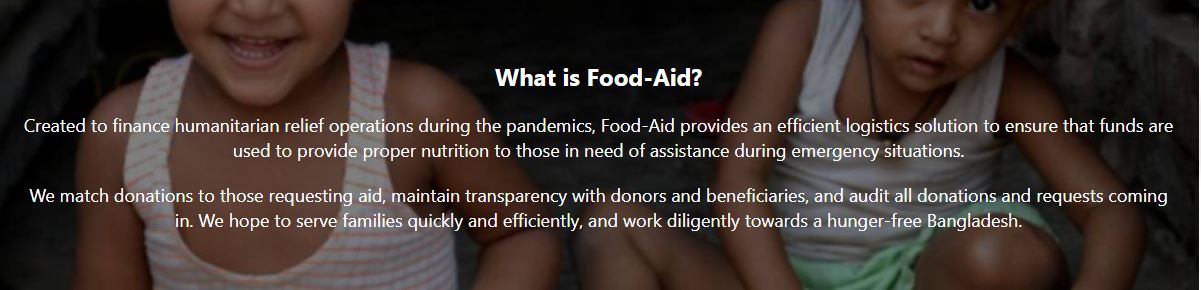 What is Food-Aid?
Created to finance humanitarian relief operations during the pandemics, Food-Aid provides an efficient logistics solution to ensure that funds are
used to provide proper nutrition to those in need of assistance during emergency situations.
We match donations to those requesting aid, maintain transparency with donors and beneficiaries, and audit all donations and requests coming
in. We hope to serve families quickly and efficiently, and work diligently towards a hunger-free Bangladesh.